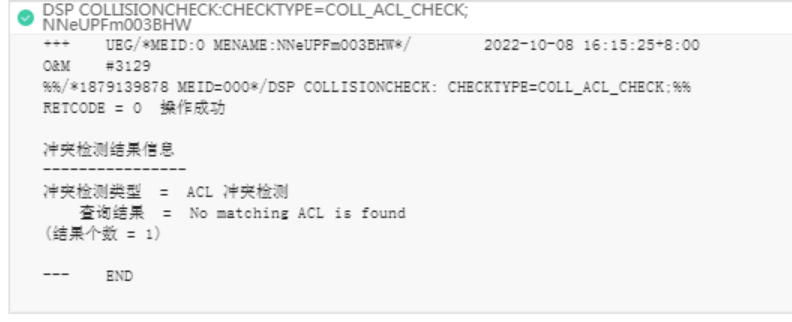 DSP COLLISIONCHECK:CHECKTYPE=COLL_ACL_CHECK;
NNeUPFm003BHW
+++ UEG/*MEID:0 MENAME:NNeUPFm003BHW*/ 2022-10-08 16:15:25+8:00
O&M #3129
%%/*1879139878 MEID=000*/DSP COLLISIONCHECK: CHECKTYPE=COLL_ACL_CHECK;%%
RETCODE = 0 操作成功
冲突检测结果信息
----------------
冲突检测类型 = ACL 冲突检测
查询结果 = No matching ACL is found
(结果个数 = 1)
--- END